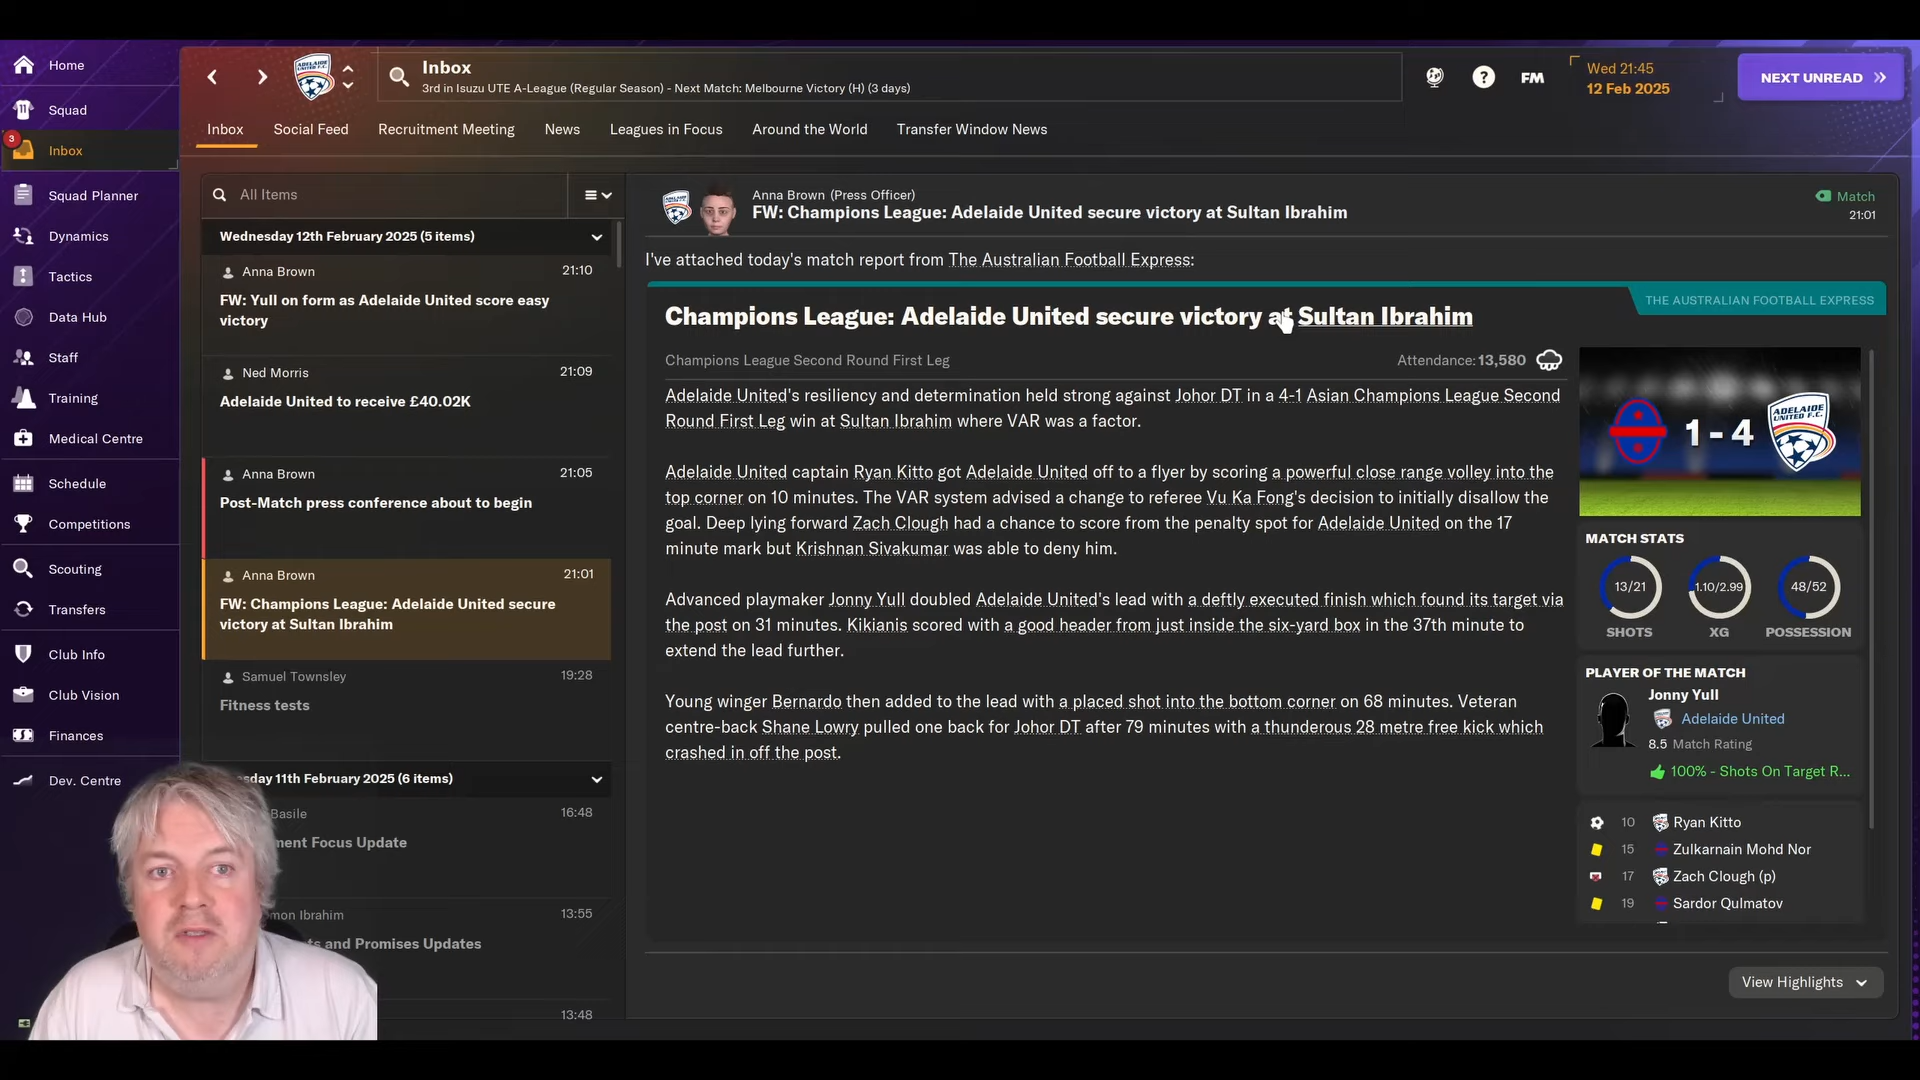 Home
Squad
3
Inbox
Squad Planner
Dynamics
Tactics
Data Hub
Staff
Training
Medical Centre
Schedule
Competitions
Scouting
Transfers
Club Info
Club Vision
Finances
Dev. Centre
Inbox
3rd in Isuzu UTE A-League (Regular Season) - Next Match: Melbourne Victory (H) (3 days)
FM
Wed 21:45
12 Feb 2025
NEXT UNREAD
Inbox
Social Feed
Recruitment Meeting
News
Leagues in Focus
Around the World
Transfer Window News
All Items
Wednesday 12th February 2025 (5 items)
Anna Brown
21:10
FW: Yull on form as Adelaide United score easy
victory
Ned Morris
21:09
Adelaide United to receive £40.02K
Anna Brown
21:05
Post-Match press conference about to begin
Anna Brown
21:01
FW: Champions League: Adelaide United secure
victory at Sultan Ibrahim
Samuel Townsley
19:28
Fitness tests
sday 11th February 2025 (6 items)
Basile
16:48
ment Focus Update
mon Ibrahim
13:55
ts and Promises Updates
13:48
Anna Brown (Press Officer)
FW: Champions League: Adelaide United secure victory at Sultan Ibrahim
Match
21:01
I've attached today's match report from The Australian Football Express:
THE AUSTRALIAN FOOTBALL EXPRESS
Champions League: Adelaide United secure victory at Sultan Ibrahim
Champions League Second Round First Leg
Attendance: 13,580
Adelaide United's resiliency and determination held strong against Johor DT in a 4-1 Asian Champions League Second
Round First Leg win at Sultan Ibrahim where VAR was a factor.
Adelaide United captain Ryan Kitto got Adelaide United off to a flyer by scoring a powerful close range volley into the
top corner on 10 minutes. The VAR system advised a change to referee Vu Ka Fong's decision to initially disallow the
goal. Deep lying forward Zach Clough had a chance to score from the penalty spot for Adelaide United on the 17
minute mark but Krishnan Sivakumar was able to deny him.
Advanced playmaker Jonny Yull doubled Adelaide United's lead with a deftly executed finish which found its target via
the post on 31 minutes. Kikianis scored with a good header from just inside the six-yard box in the 37th minute to
extend the lead further.
Young winger Bernardo then added to the lead with a placed shot into the bottom corner on 68 minutes. Veteran
centre-back Shane Lowry pulled one back for Johor DT after 79 minutes with a thunderous 28 metre free kick which
crashed in off the post.
1 - 4
ADELAIDE
UNITED F.C.
MATCH STATS
13/21
1.10/2.99
48/52
SHOTS
XG
POSSESSION
PLAYER OF THE MATCH
Jonny Yull
Adelaide United
8.5 Match Rating
100% - Shots On Target R...
10 Ryan Kitto
15 Zulkarnain Mohd Nor
17 Zach Clough (p)
19 Sardor Qulmatov
View Highlights